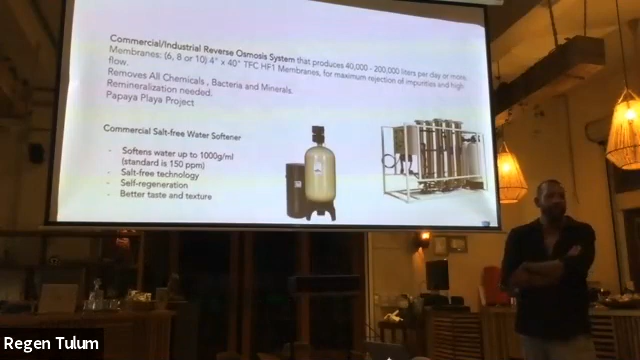 Commercial/Industrial Reverse Osmosis System that produces 40,000 - 200,000 liters per day or more
Membranes: (6, 8 or 10) 4" x 40" TFC HF1 Membranes, for maximum rejection of impurities and high
flow.
Removes All Chemicals , Bacteria and Minerals.
Remineralization needed.
Papaya Playa Project
Commercial Salt-free Water Softener
- Softens water up to 1000g/ml
(standard is 150 ppm)
- Salt-free technology
- Self-regeneration
- Better taste and texture
Regen Tulum